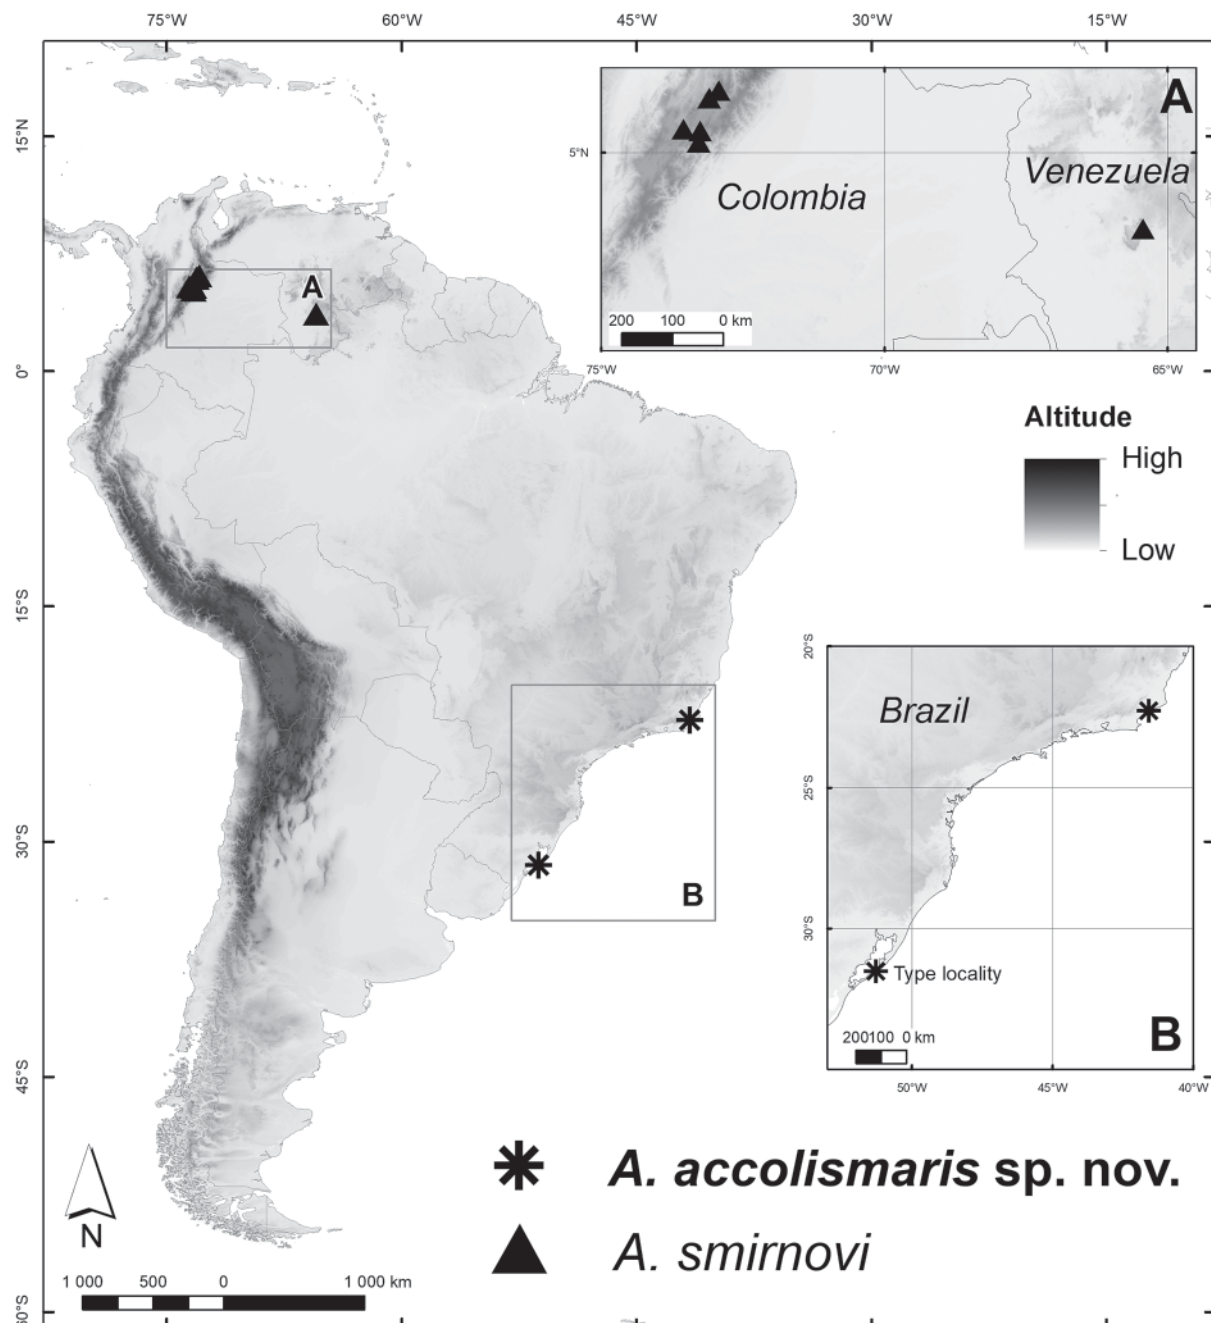 75°W 60°W 45°W 30°W 15°W
15°N
0°
15°S
30°S
45°S
60°S
A
B
A
5°N
Colombia
Venezuela
200 100 0 km
75°W 70°W 65°W
Altitude
High
Low
20°S
25°S
30°S
Brazil
Type locality
200100 0 km
B
50°W 45°W 40°W
N
1 000 500 0 1 000 km
A. accolismaris sp. nov.
A. smirnovi